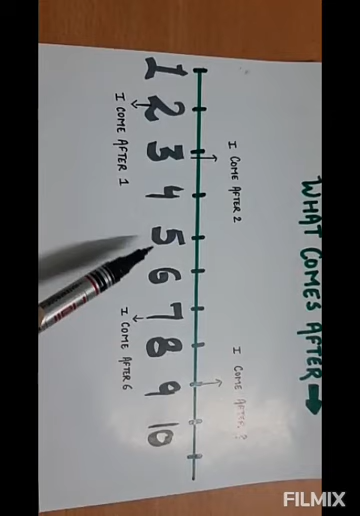 WHAT COMES AFTER →
I COME AFTER 2
I COME AFTER
1 2 3 4 5 6 7 8 9 10
I COME AFTER 1
I COME AFTER 6
FILMIX